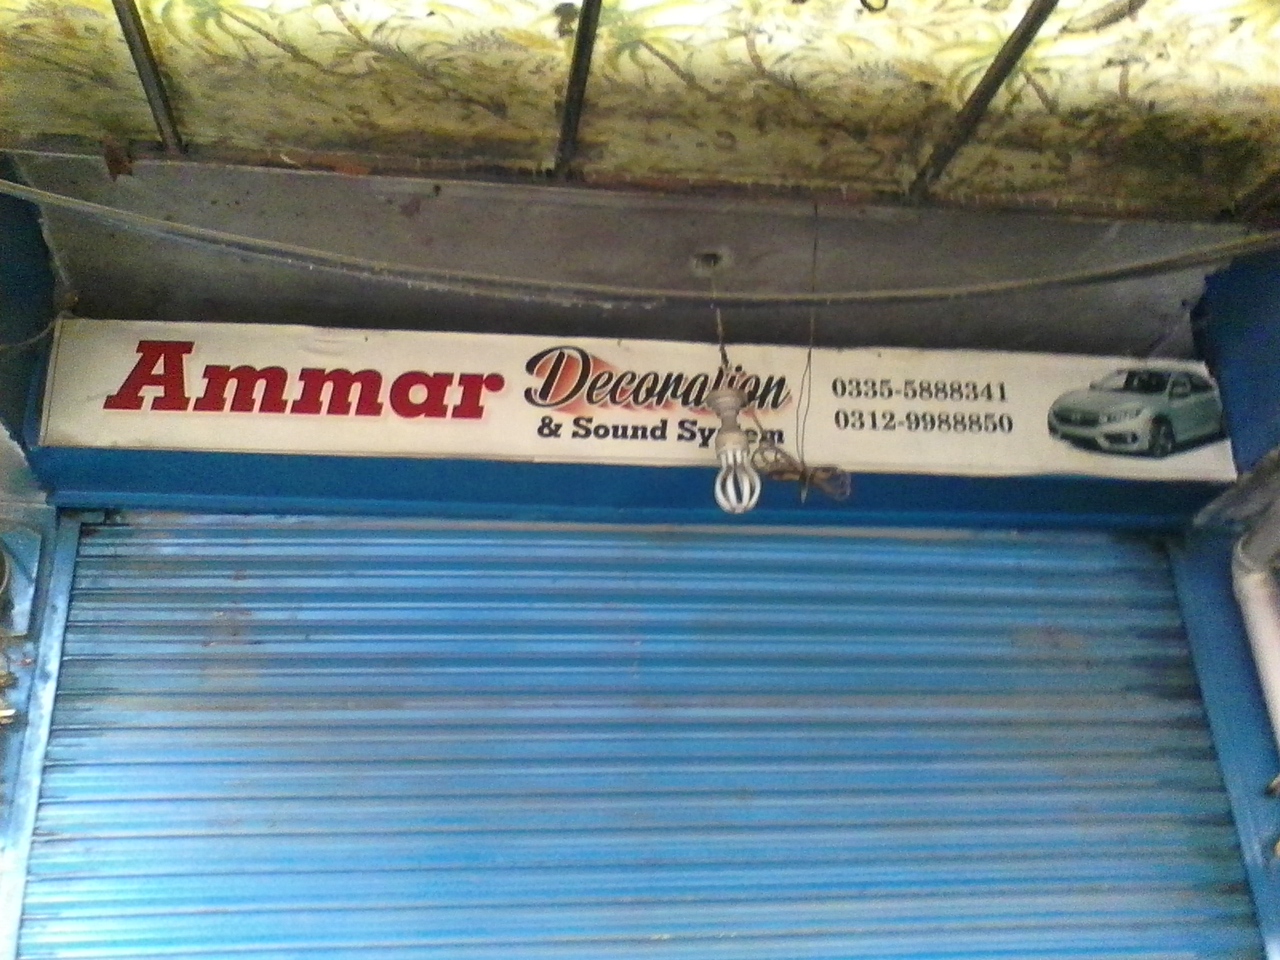 Ammar Decoration
& Sound System
0335-5888341
0312-9988850